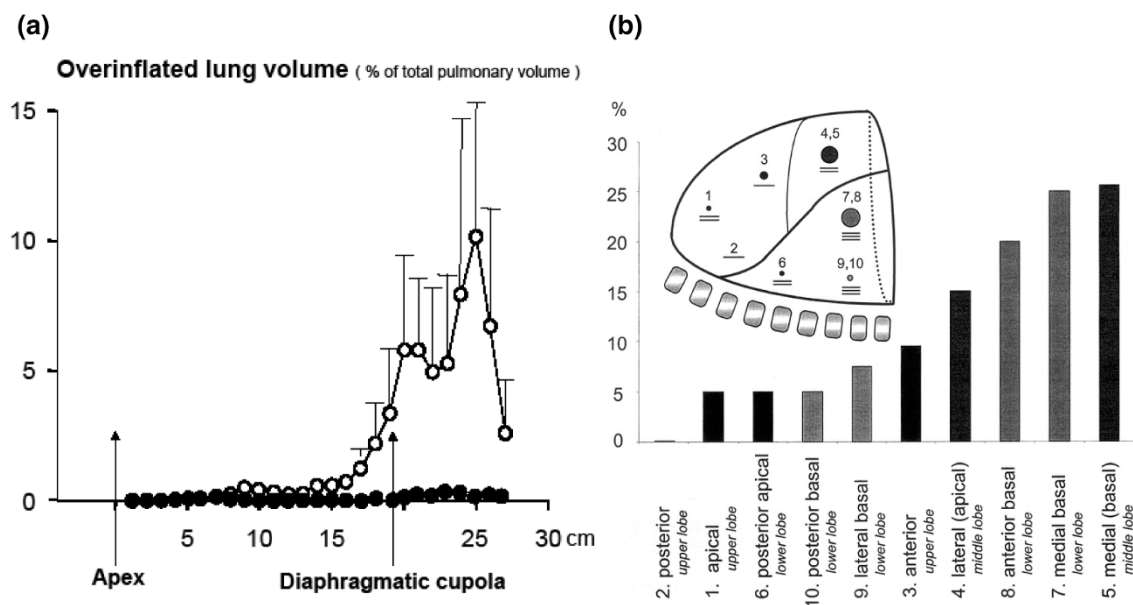 (a)
Overinflated lung volume ( % of total pulmonary volume )
15
10
5
0
5
10
15
20
25
30 cm
Apex
Diaphragmatic cupola
(b)
%
30
25
20
15
10
5
0
4,5
3
1
7,8
2
6
9,10
2. posterior
upper lobe
1. apical
upper lobe
6. posterior apical
lower lobe
10. posterior basal
lower lobe
9. lateral basal
lower lobe
3. anterior
upper lobe
4. lateral (apical)
middle lobe
8. anterior basal
lower lobe
7. medial basal
lower lobe
5. medial (basal)
middle lobe